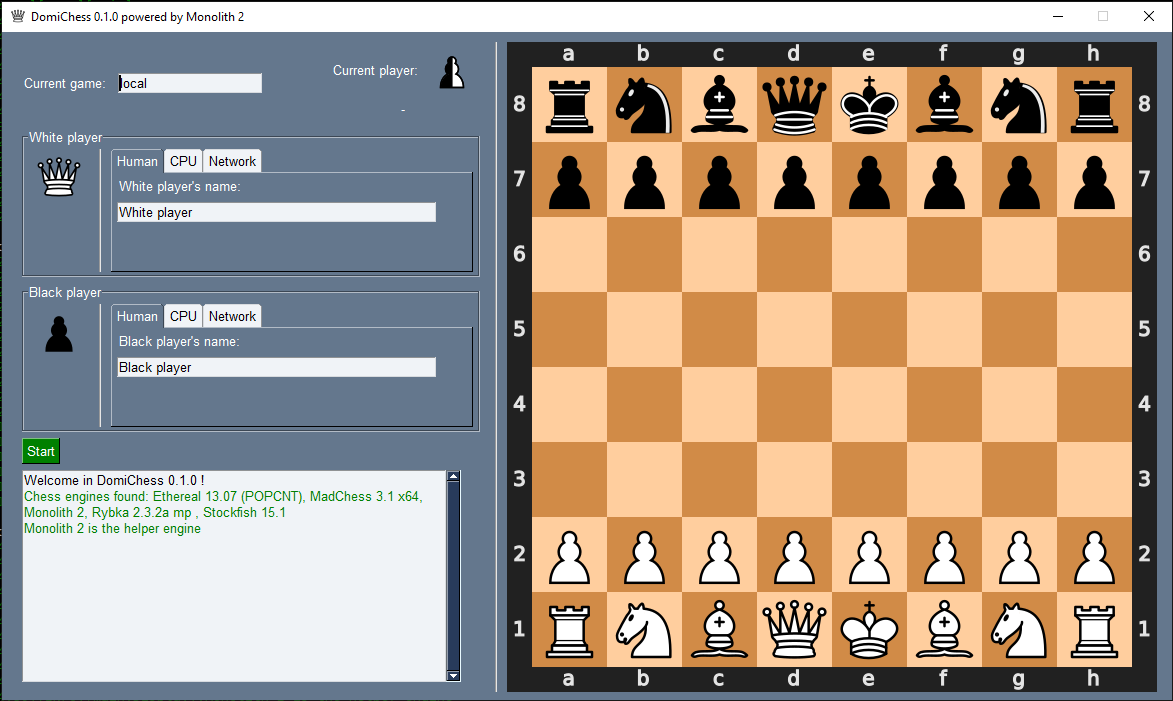 DomiChess 0.1.0 powered by Monolith 2
Current game: local
Current player:
-
White player
Human CPU Network
White player's name:
White player
Black player
Human CPU Network
Black player's name:
Black player
Start
Welcome in DomiChess 0.1.0 !
Chess engines found: Ethereal 13.07 (POPCNT), MadChess 3.1 x64,
Monolith 2, Rybka 2.3.2a mp , Stockfish 15.1
Monolith 2 is the helper engine
a b c d e f g h
8 8
7 7
6 6
5 5
4 4
3 3
2 2
1 1
a b c d e f g h